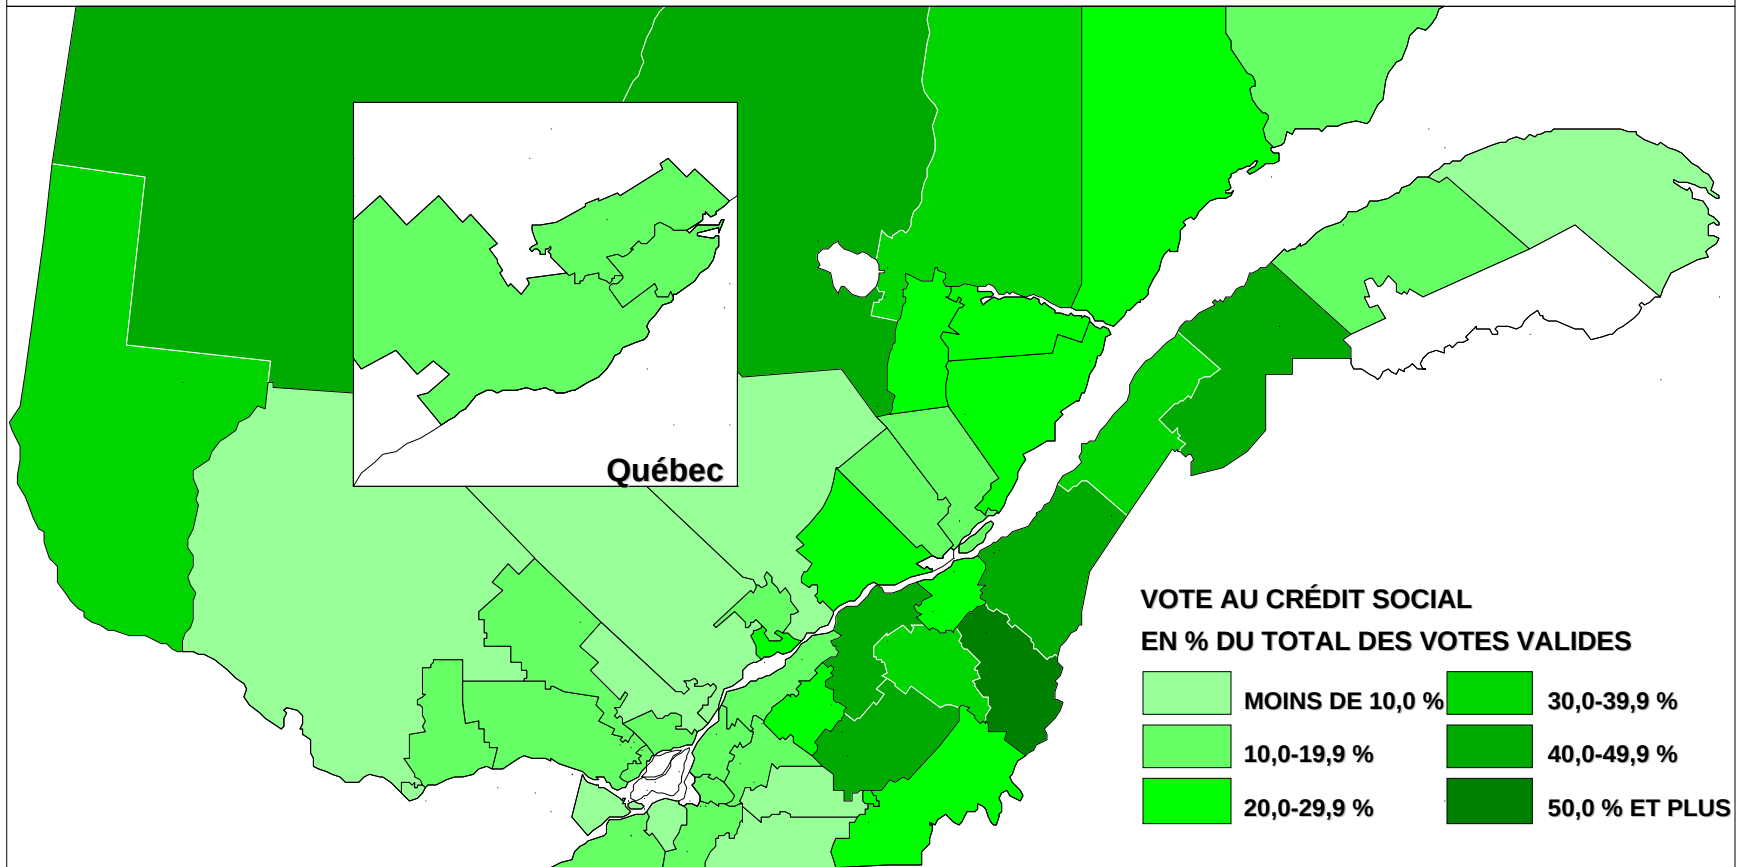 Québec
VOTE AU CRÉDIT SOCIAL
EN % DU TOTAL DES VOTES VALIDES
MOINS DE 10,0 %
30,0-39,9 %
10,0-19,9 %
40,0-49,9 %
20,0-29,9 %
50,0 % ET PLUS